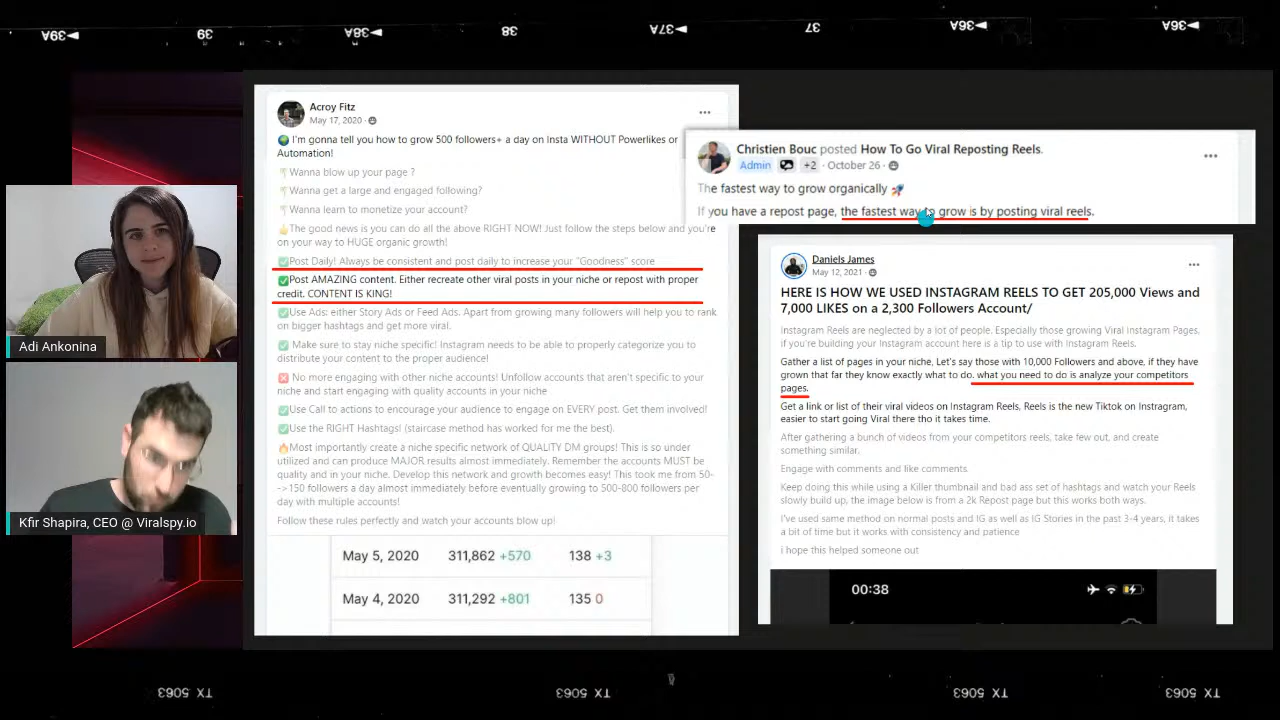 39A
39
38A
38
37A
37
36A
36A
Acroy Fitz
May 17, 2020 ·
I'm gonna tell you how to grow 500 followers+ a day on Insta WITHOUT Powerlikes or
Automation!
Wanna blow up your page ?
Wanna get a large and engaged following?
Wanna learn to monetize your account?
The good news is you can do all the above RIGHT NOW! Just follow the steps below and you're
on your way to HUGE organic growth!
Post Daily! Always be consistent and post daily to increase your "Goodness" score
Post AMAZING content. Either recreate other viral posts in your niche or repost with proper
credit. CONTENT IS KING!
Use Ads: either Story Ads or Feed Ads. Apart from growing many followers will help you to rank
on bigger hashtags and get more viral.
Make sure to stay niche specific! Instagram needs to be able to properly categorize you to
distribute your content to the proper audience!
No more engaging with other niche accounts! Unfollow accounts that aren't specific to your
niche and start engaging with quality accounts in your niche
Use Call to actions to encourage your audience to engage on EVERY post. Get them involved!
Use the RIGHT Hashtags! (staircase method has worked for me the best).
Most importantly create a niche specific network of QUALITY DM groups! This is so under
utilized and can produce MAJOR results almost immediately. Remember the accounts MUST be
quality and in your niche. Develop this network and growth becomes easy! This took me from 50-
->150 followers a day almost immediately before eventually growing to 500-800 followers per
day with multiple accounts!
Follow these rules perfectly and watch your accounts blow up!
May 5, 2020 311,862 +570 138 +3
May 4, 2020 311,292 +801 135 0
Christien Bouc posted How To Go Viral Reposting Reels.
Admin +2 · October 26 ·
The fastest way to grow organically
If you have a repost page, the fastest way to grow is by posting viral reels.
Daniels James
May 12, 2021 ·
HERE IS HOW WE USED INSTAGRAM REELS TO GET 205,000 Views and
7,000 LIKES on a 2,300 Followers Account/
Instagram Reels are neglected by a lot of people. Especially those growing Viral Instagram Pages,
if you're building your Instagram account here is a tip to use with Instagram Reels.
Gather a list of pages in your niche, Let's say those with 10,000 Followers and above, if they have
grown that far they know exactly what to do. what you need to do is analyze your competitors
pages.
Get a link or list of their viral videos on Instagram Reels, Reels is the new Tiktok on Instragram,
easier to start going Viral there tho it takes time.
After gathering a bunch of videos from your competitors reels, take few out, and create
something similar.
Engage with comments and like comments.
Keep doing this while using a Killer thumbnail and bad ass set of hashtags and watch your Reels
slowly build up, the image below is from a 2k Repost page but this works both ways.
I've used same method on normal posts and IG as well as IG Stories in the past 3-4 years, it takes
a bit of time but it works with consistency and patience
i hope this helped someone out
00:38
Adi Ankonina
Kfir Shapira, CEO @ Viralspy.io
TX 5063
TX 5063
TX 5063
TX 5063